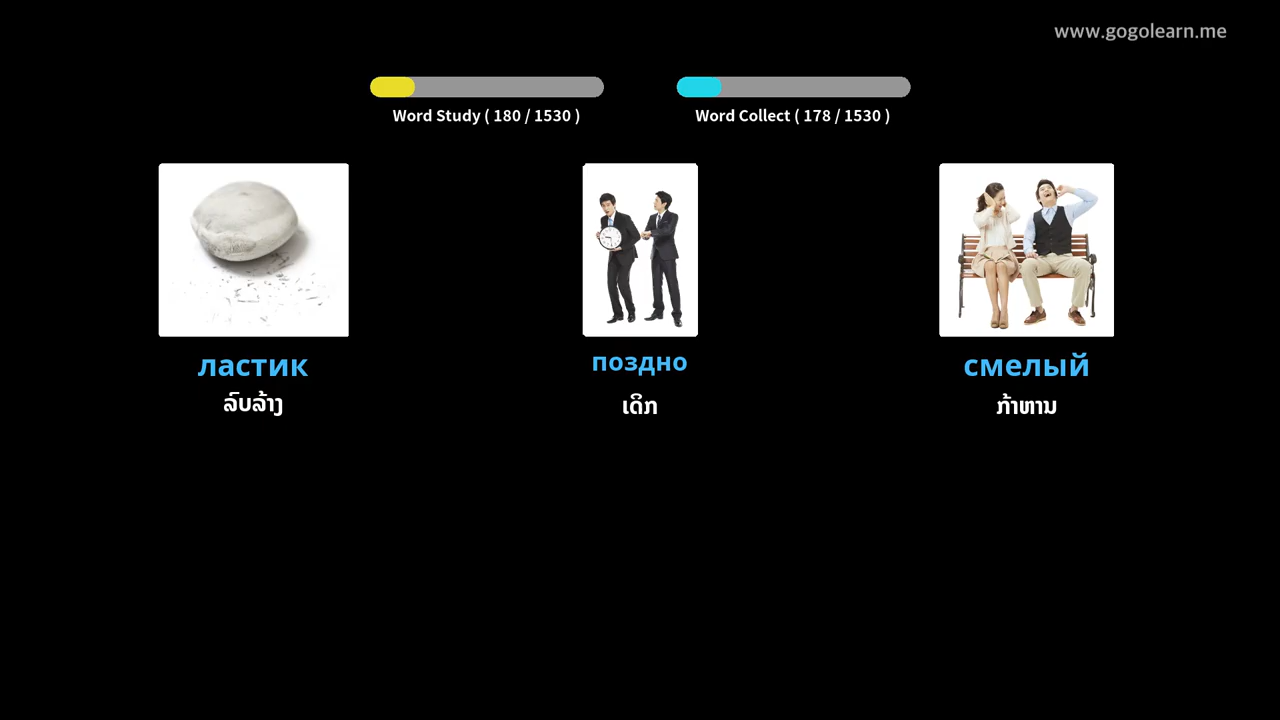 www.gogolearn.me
Word Study ( 180 / 1530 )
Word Collect ( 178 / 1530 )
ластик
поздно
смелый
ລຶບລ້າງ
ເດິກ
ກ້າຫານ